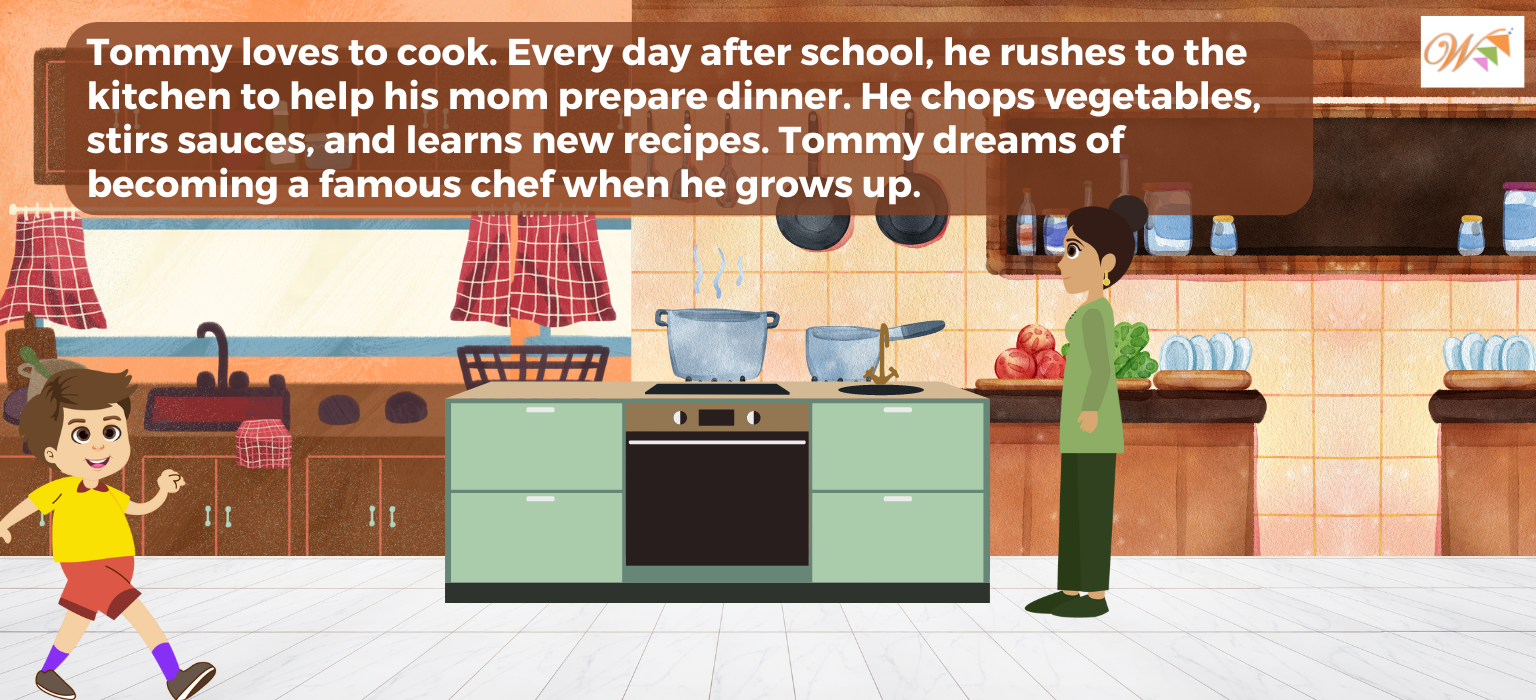 Tommy loves to cook. Every day after school, he rushes to the
kitchen to help his mom prepare dinner. He chops vegetables,
stirs sauces, and learns new recipes. Tommy dreams of
becoming a famous chef when he grows up.
W